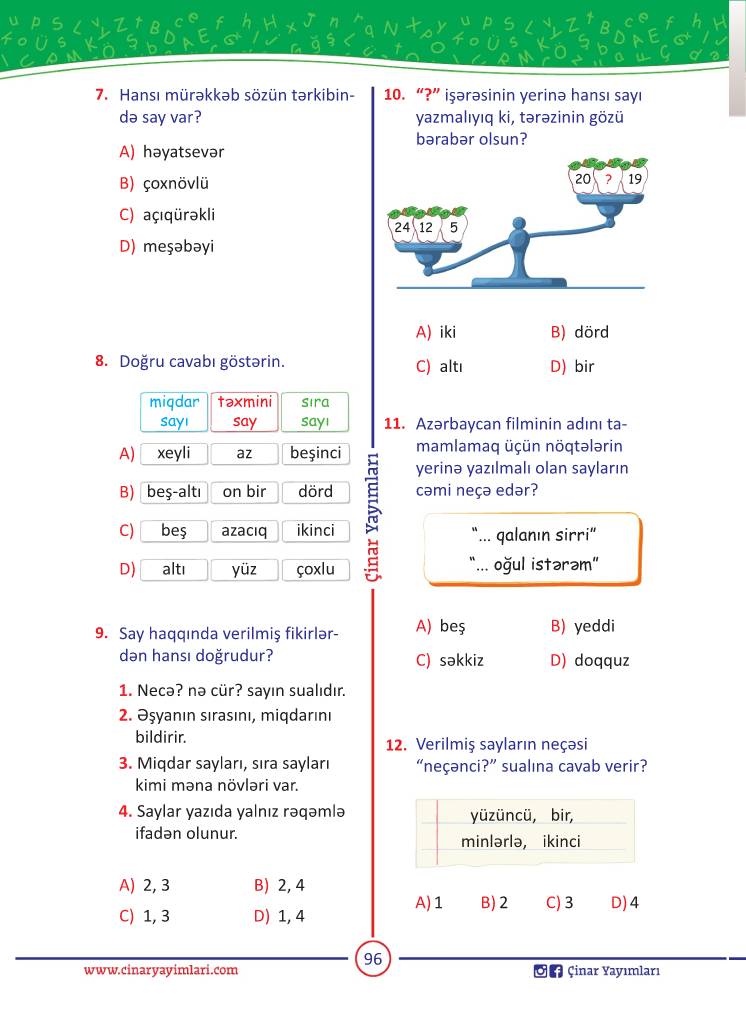 7. Hansı mürəkkəb sözün tərkibin-
də say var?
A) həyatsevər
B) çoxnövlü
C) açıqürəkli
D) meşəbəyi
8. Doğru cavabı göstərin.
miqdar sayı təxmini say sıra sayı
A) xeyli az beşinci
B) beş-altı on bir dörd
C) beş azacıq ikinci
D) altı yüz çoxlu
9. Say haqqında verilmiş fikirlər-
dən hansı doğrudur?
1. Necə? nə cür? sayın sualıdır.
2. Əşyanın sırasını, miqdarını
bildirir.
3. Miqdar sayları, sıra sayları
kimi məna növləri var.
4. Saylar yazıda yalnız rəqəmlə
ifadən olunur.
A) 2, 3 B) 2, 4
C) 1, 3 D) 1, 4
Çinar Yayımları
10. “?” işərəsinin yerinə hansı sayı
yazmalıyıq ki, tərəzinin gözü
bərabər olsun?
20 ? 19
24 12 5
A) iki B) dörd
C) altı D) bir
11. Azərbaycan filminin adını ta-
mamlamaq üçün nöqtələrin
yerinə yazılmalı olan sayların
cəmi neçə edər?
“... qalanın sirri”
“... oğul istərəm”
A) beş B) yeddi
C) səkkiz D) doqquz
12. Verilmiş sayların neçəsi
“neçənci?” sualına cavab verir?
yüzüncü, bir,
minlərlə, ikinci
A) 1 B) 2 C) 3 D) 4
www.cinaryayimlari.com
96
Çinar Yayımları